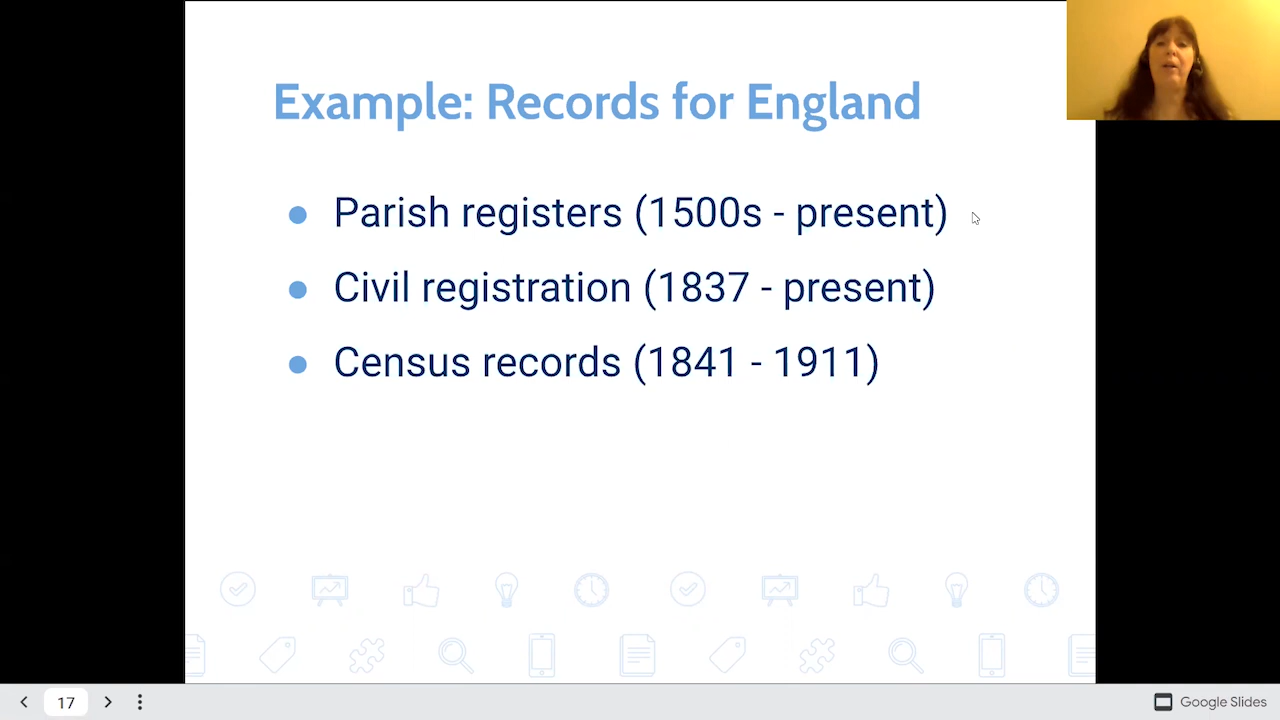 Example: Records for England
Parish registers (1500s - present)
Civil registration (1837 - present)
Census records (1841 - 1911)
17
Google Slides